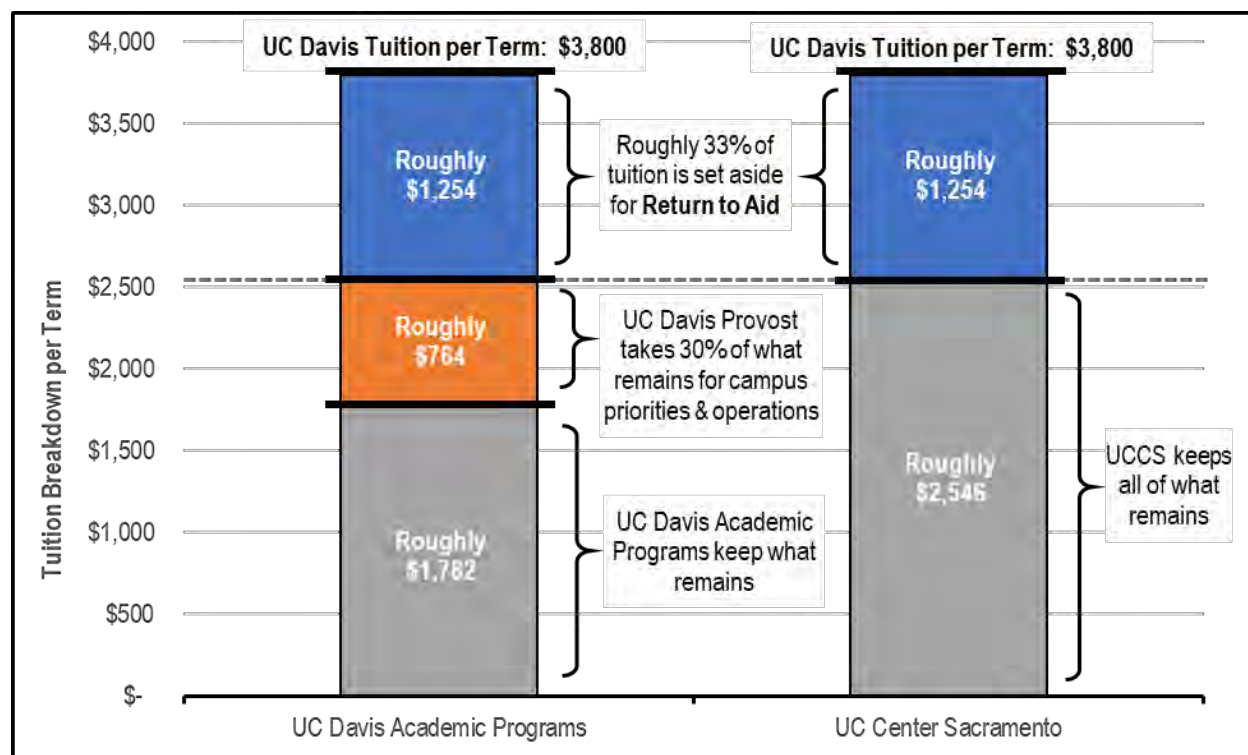 Tuition Breakdown per Term
$4,000
$3,500
$3,000
$2,500
$2,000
$1,500
$1,000
$500
$-
UC Davis Tuition per Term: $3,800
Roughly
$1,254
Roughly
$764
Roughly
$1,782
Roughly 33% of
tuition is set aside
for Return to Aid
UC Davis Provost
takes 30% of what
remains for campus
priorities & operations
UC Davis Academic
Programs keep what
remains
UC Davis Tuition per Term: $3,800
Roughly
$1,254
Roughly
$2,546
UCCS keeps
all of what
remains
UC Davis Academic Programs
UC Center Sacramento